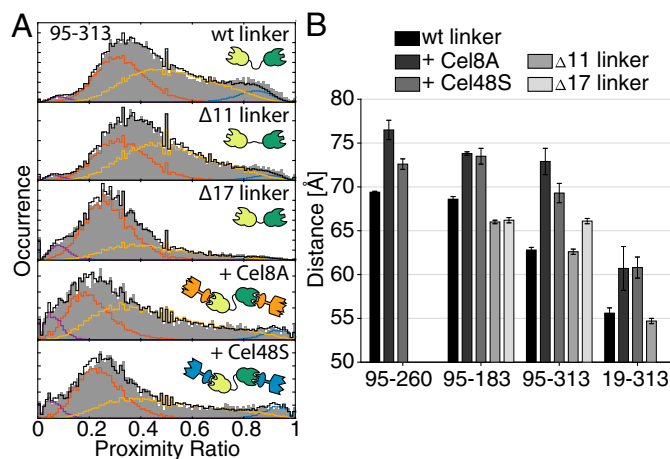 A
95-313
wt linker
Δ11 linker
Δ17 linker
+ Cel8A
+ Cel48S
Occurrence
0 0.2 0.4 0.6 0.8 1
Proximity Ratio
B
wt linker
+ Cel8A
+ Cel48S
Δ11 linker
Δ17 linker
Distance [Å]
80
75
70
65
60
55
50
95-260 95-183 95-313 19-313